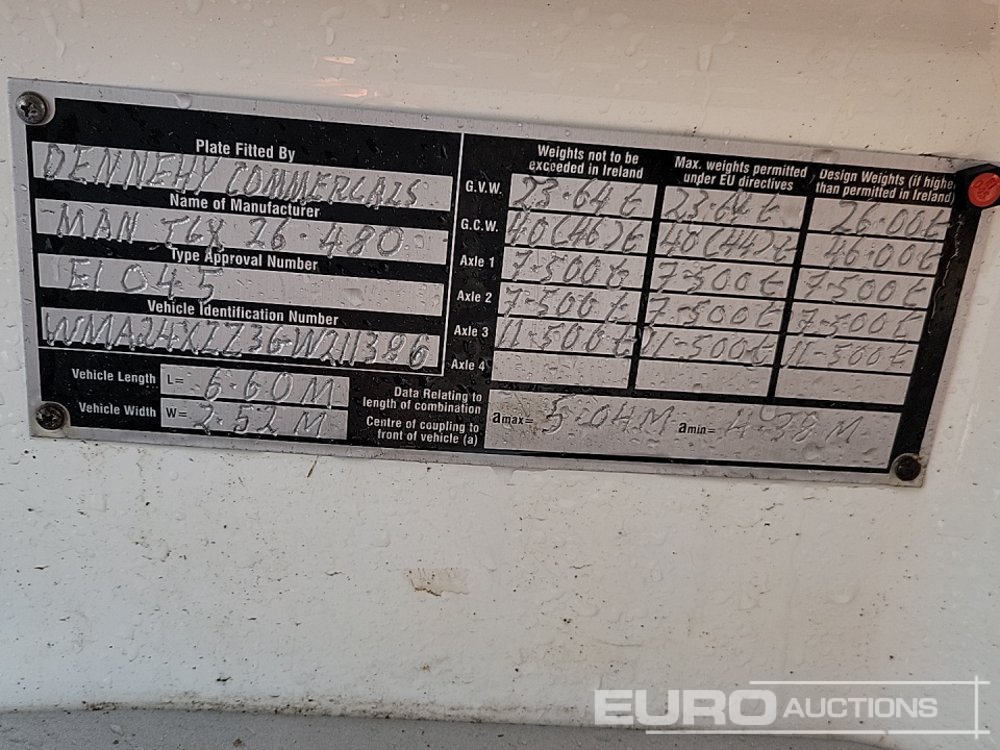 Plate Fitted By
DENNEHY COMMERCALS
Name of Manufacturer
MAN TGX 26.480
Type Approval Number
EI 045
Vehicle Identification Number
WMA24XZZ3GW211386
Vehicle Length L= 6.60M
Vehicle Width W= 2.52 M
Weights not to be exceeded in Ireland
Max. weights permitted under EU directives
Design Weights (if higher than permitted in Ireland)
G.V.W. 23.64 t 23.64 t 26.00t
G.C.W. 40(46)t 40(44)t 46.00t
Axle 1 7.500t 7.500t 7.500t
Axle 2 7.500t 7.500t 7.500t
Axle 3 11.500t 11.500t 11.500t
Axle 4
Data Relating to length of combination
Centre of coupling to front of vehicle (a)
amax= 5.04M amin= 4.38 M
EURO AUCTIONS